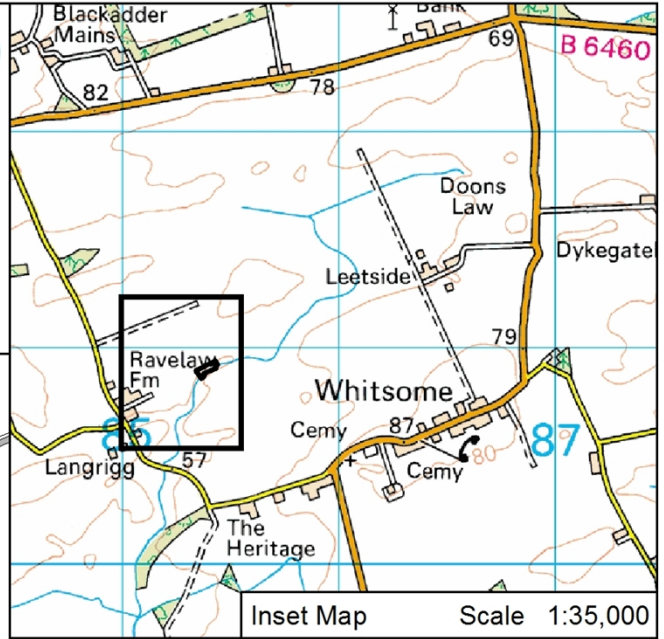 Blackadder
Mains
Bank
69
B 6460
82
78
Doons
Law
Dykegate
Leetside
79
Ravelaw
Fm
Whitsome
85
87
87
Cemy
Langrigg
57
Cemy
80
The
Heritage
Inset Map Scale 1:35,000